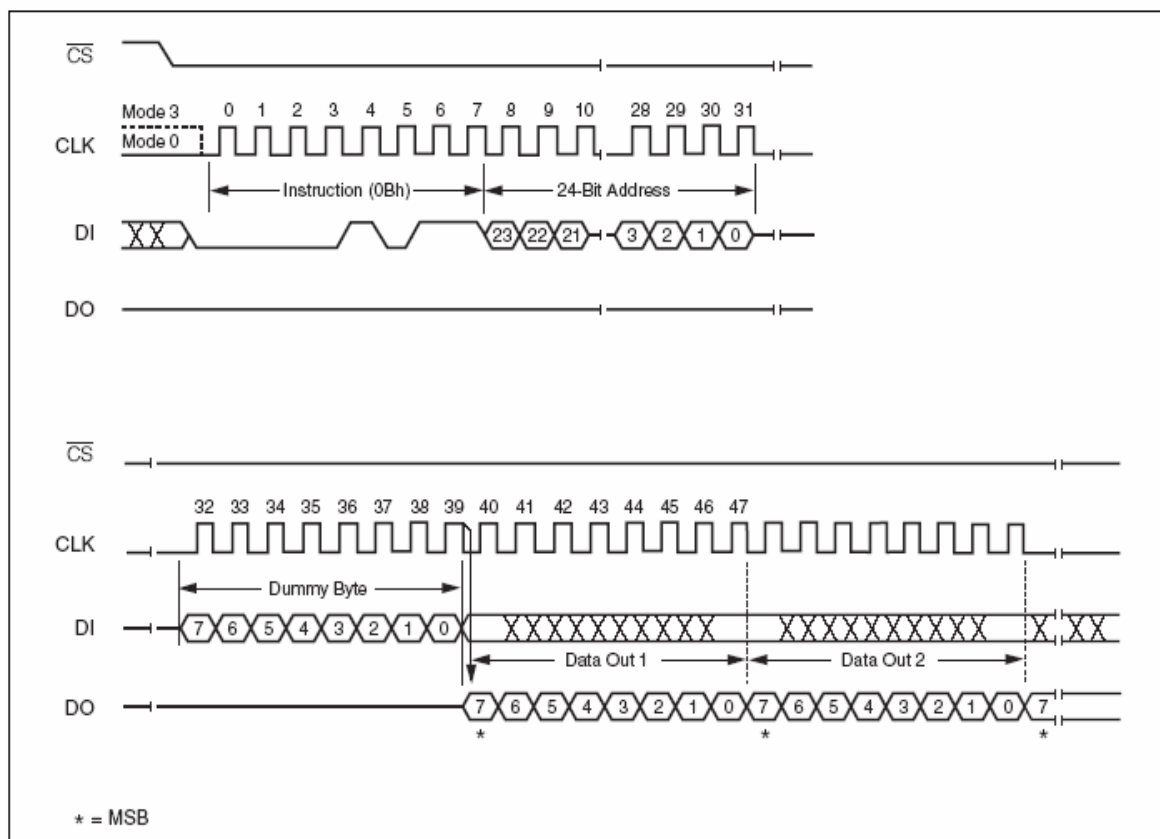 CS
Mode 3 0 1 2 3 4 5 6 7 8 9 10 28 29 30 31
CLK Mode 0
Instruction (0Bh) 24-Bit Address
DI 23 22 21 3 2 1 0
DO
CS
32 33 34 35 36 37 38 39 40 41 42 43 44 45 46 47
CLK
Dummy Byte
DI 7 6 5 4 3 2 1 0
Data Out 1 Data Out 2
DO 7 6 5 4 3 2 1 0 7 6 5 4 3 2 1 0 7
* * *
* = MSB